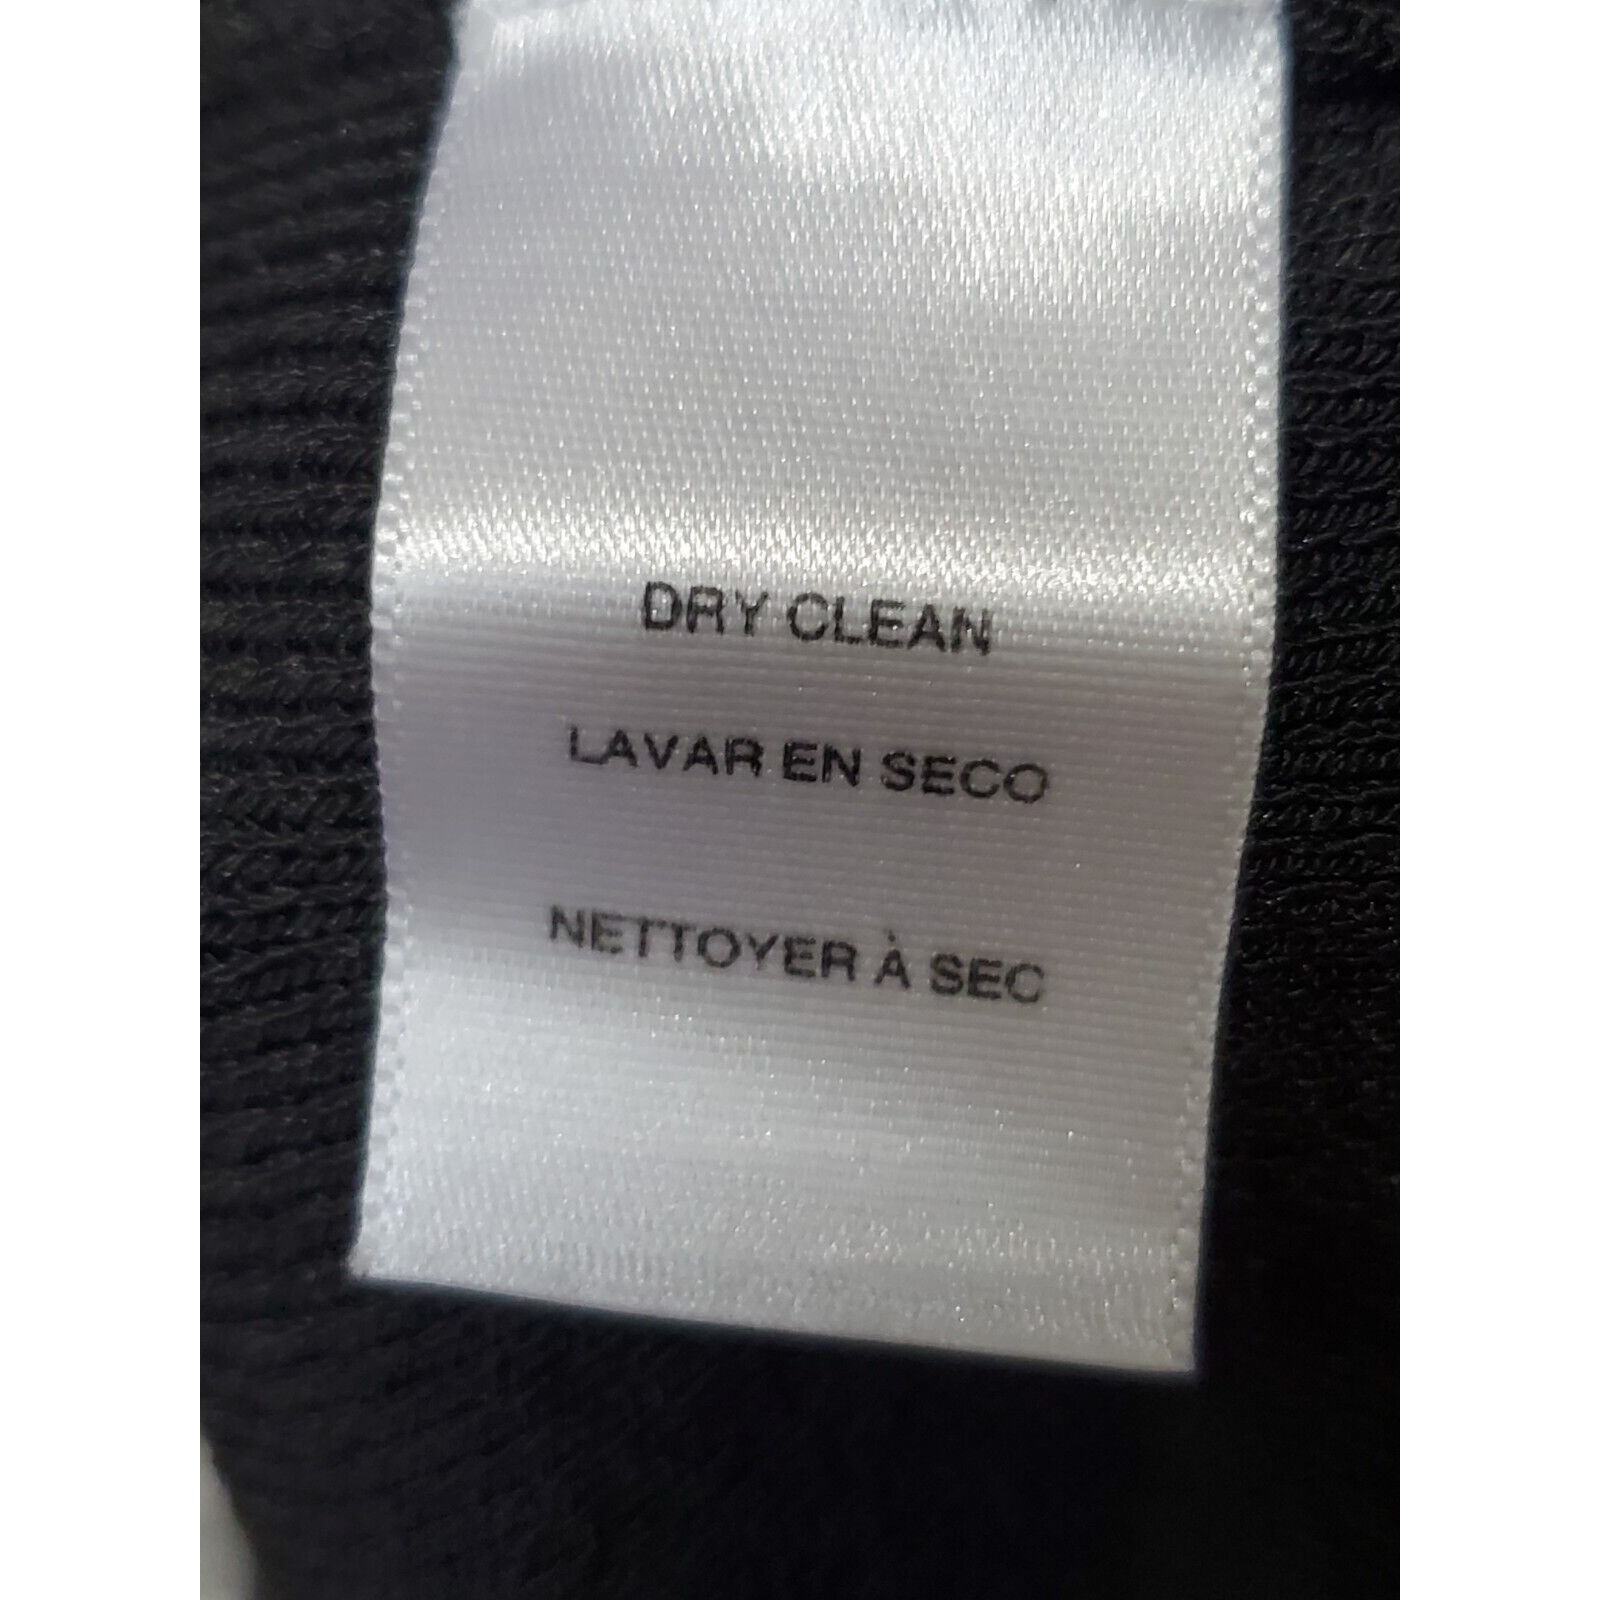 DRY CLEAN
LAVAR EN SECO
NETTOYER À SEC